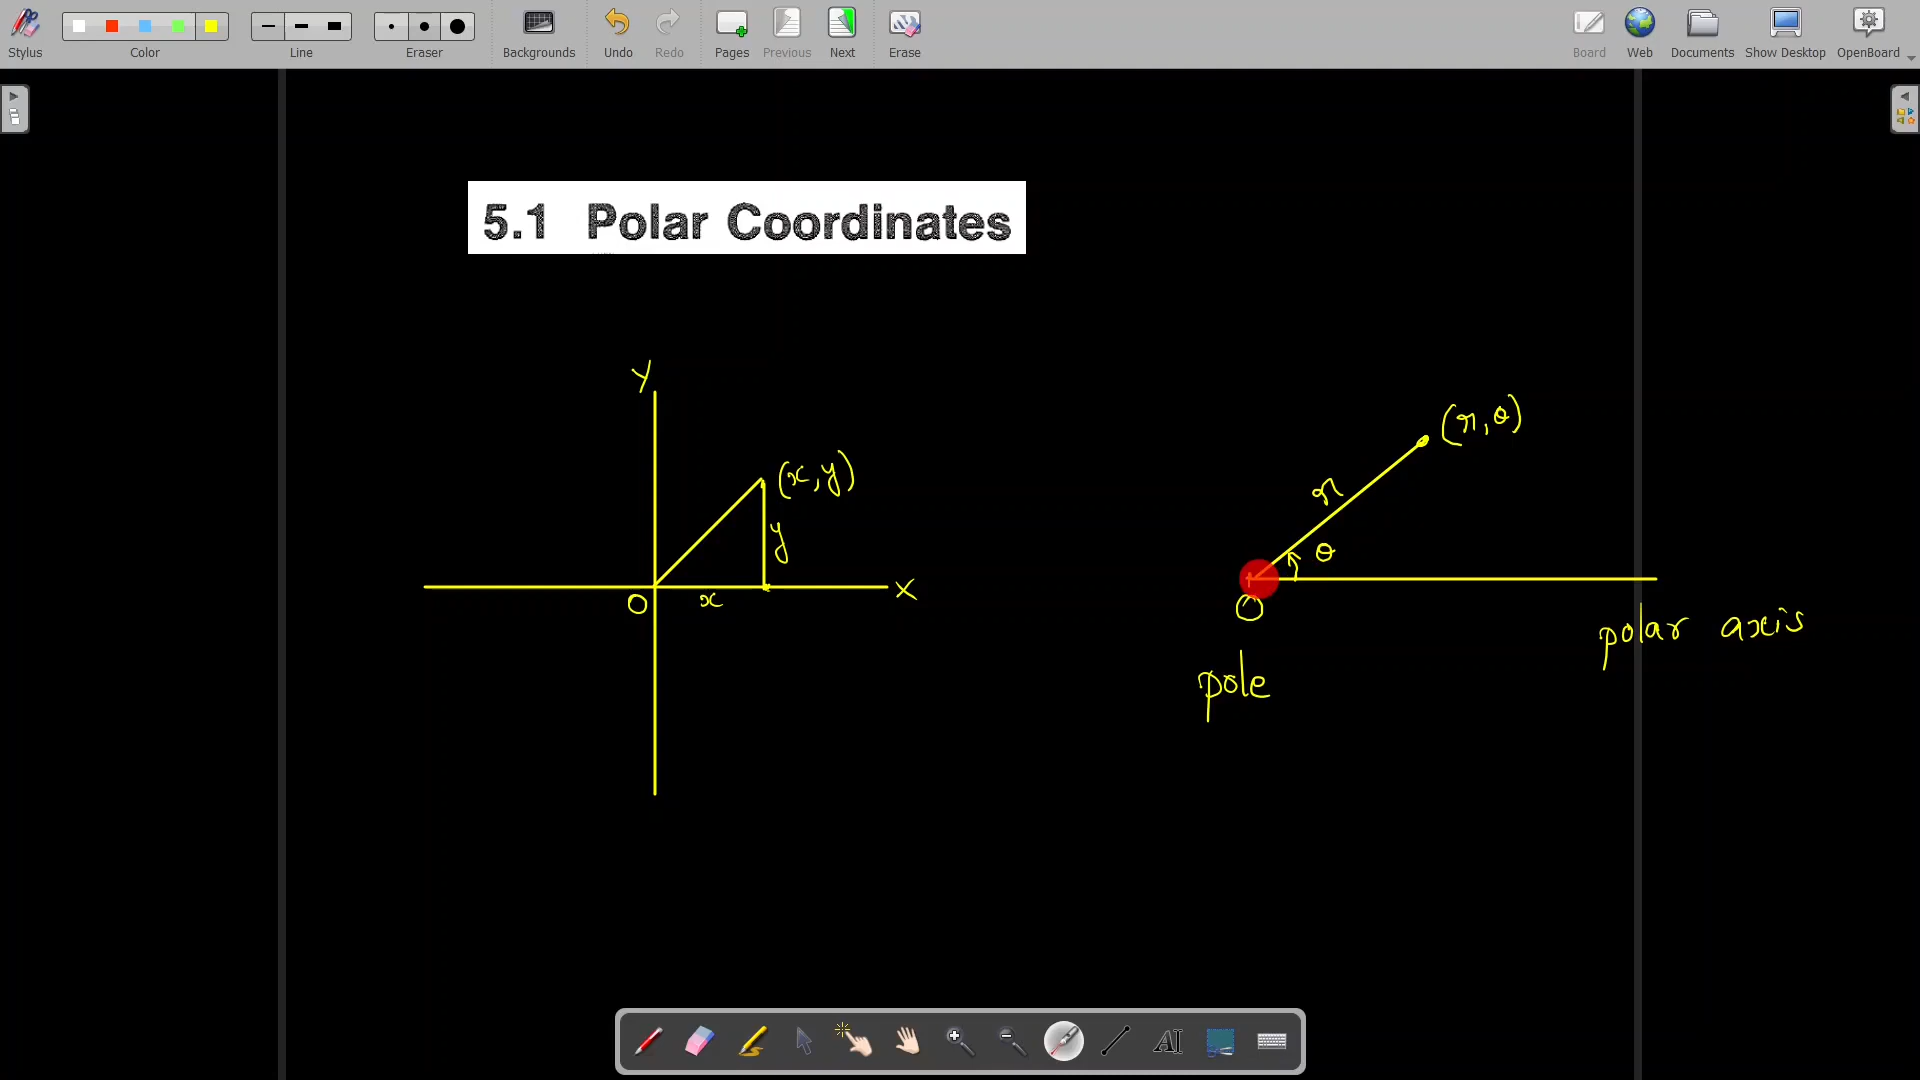 Stylus Color Line Eraser Backgrounds Undo Redo Pages Previous Next Erase Board Web Documents Show Desktop OpenBoard
5.1 Polar Coordinates
Y
(x, y)
y
X
O
x
(r, θ)
r
θ
O
polar axis
pole
AI